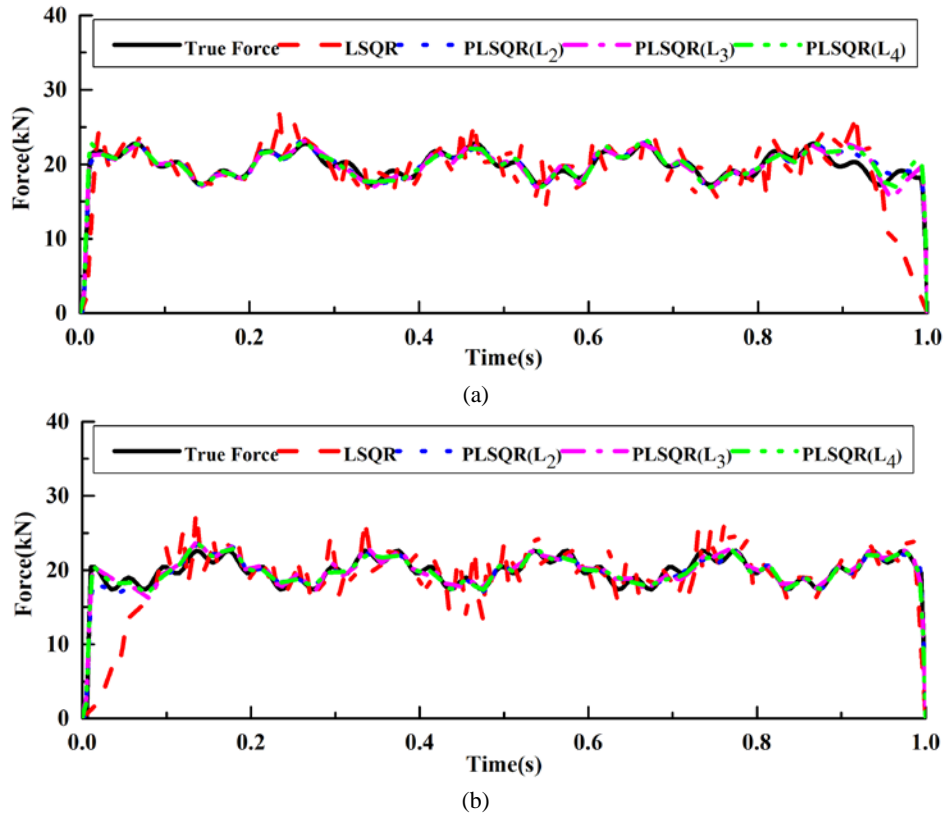 40
True Force LSQR PLSQR(L2) PLSQR(L3) PLSQR(L4)
30
Force(kN)
20
10
0
0.0 0.2 0.4 0.6 0.8 1.0
Time(s)
(a)
40
True Force LSQR PLSQR(L2) PLSQR(L3) PLSQR(L4)
30
Force(kN)
20
10
0
0.0 0.2 0.4 0.6 0.8 1.0
Time(s)
(b)